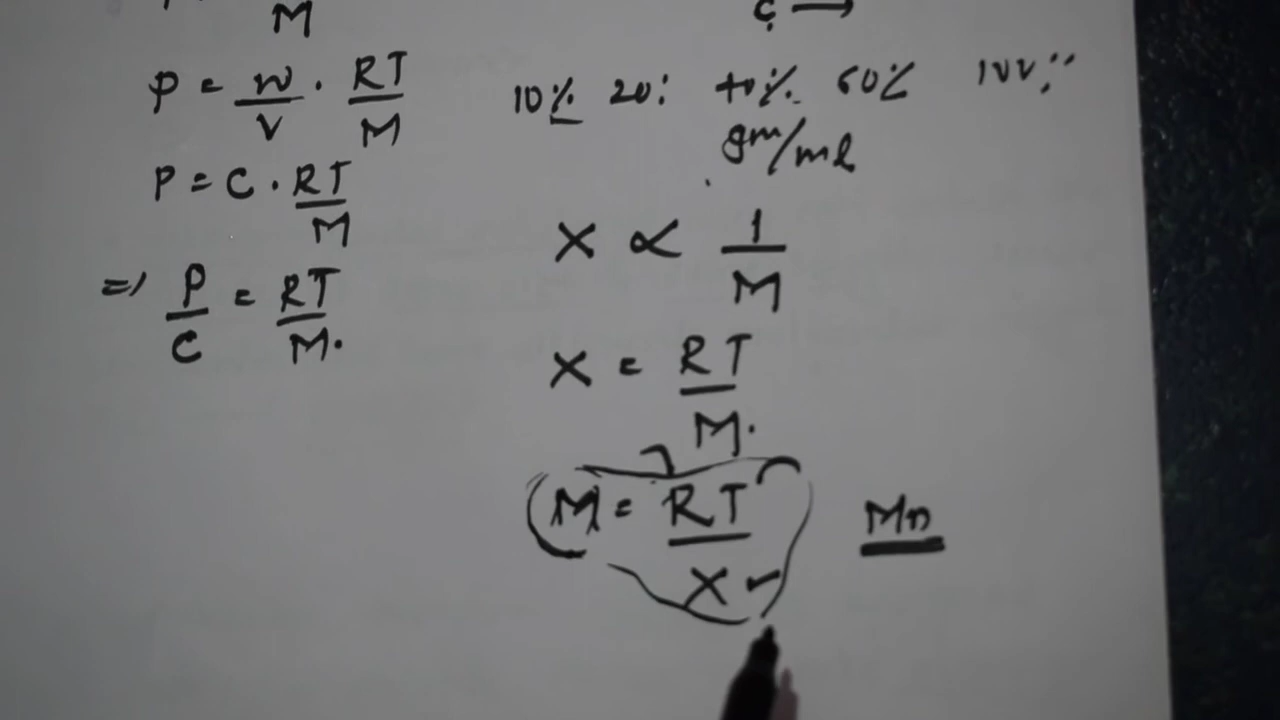 M
P = w/V · RT/M
P = C · RT/M
=> P/C = RT/M.
C →
10% 20% 40% 60% 100%
gm/ml
X ∝ 1/M
X = RT/M.
M = RT/X
Mn